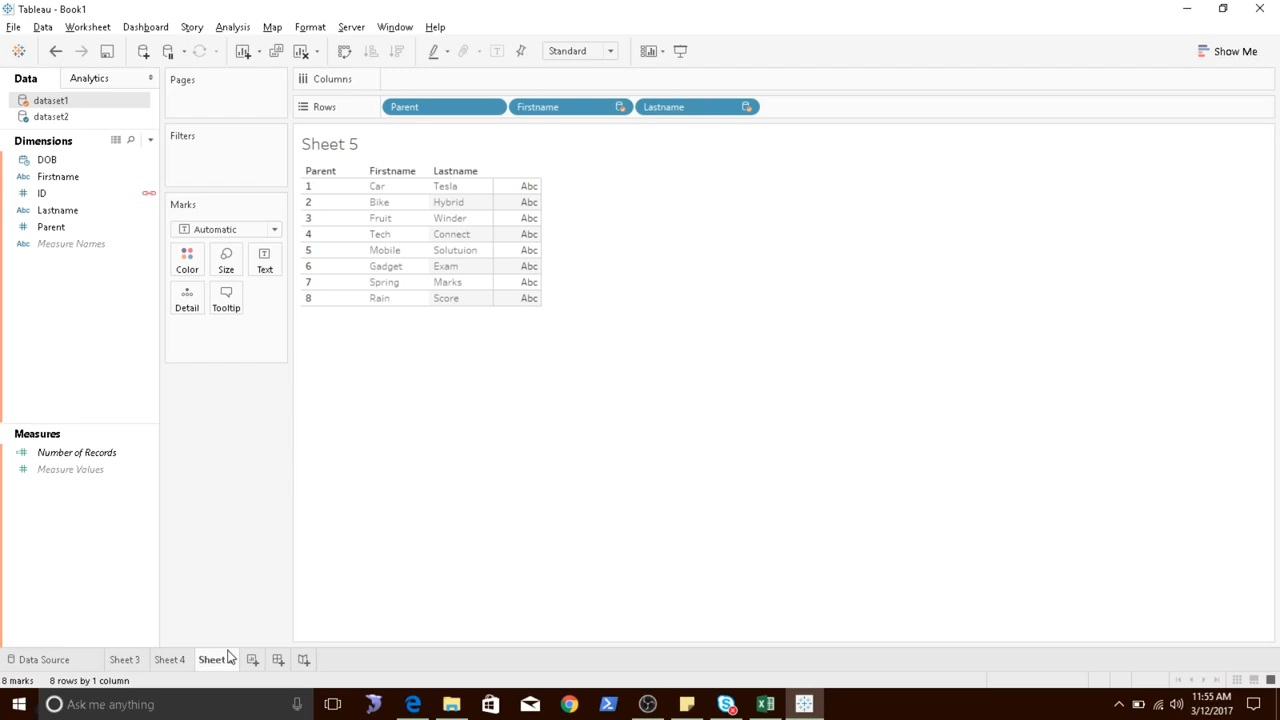 Tableau - Book1
File Data Worksheet Dashboard Story Analysis Map Format Server Window Help
Standard
Show Me
Data Analytics
dataset1
dataset2
Dimensions
DOB
Abc Firstname
# ID
Abc Lastname
# Parent
Abc Measure Names
Measures
Number of Records
# Measure Values
Pages
Filters
Marks
Automatic
Color Size Text
Detail Tooltip
Columns
Rows Parent Firstname Lastname
Sheet 5
Parent Firstname Lastname
1 Car Tesla Abc
2 Bike Hybrid Abc
3 Fruit Winder Abc
4 Tech Connect Abc
5 Mobile Solutuion Abc
6 Gadget Exam Abc
7 Spring Marks Abc
8 Rain Score Abc
Data Source Sheet 3 Sheet 4 Sheet
8 marks 8 rows by 1 column
Ask me anything
11:55 AM
3/12/2017